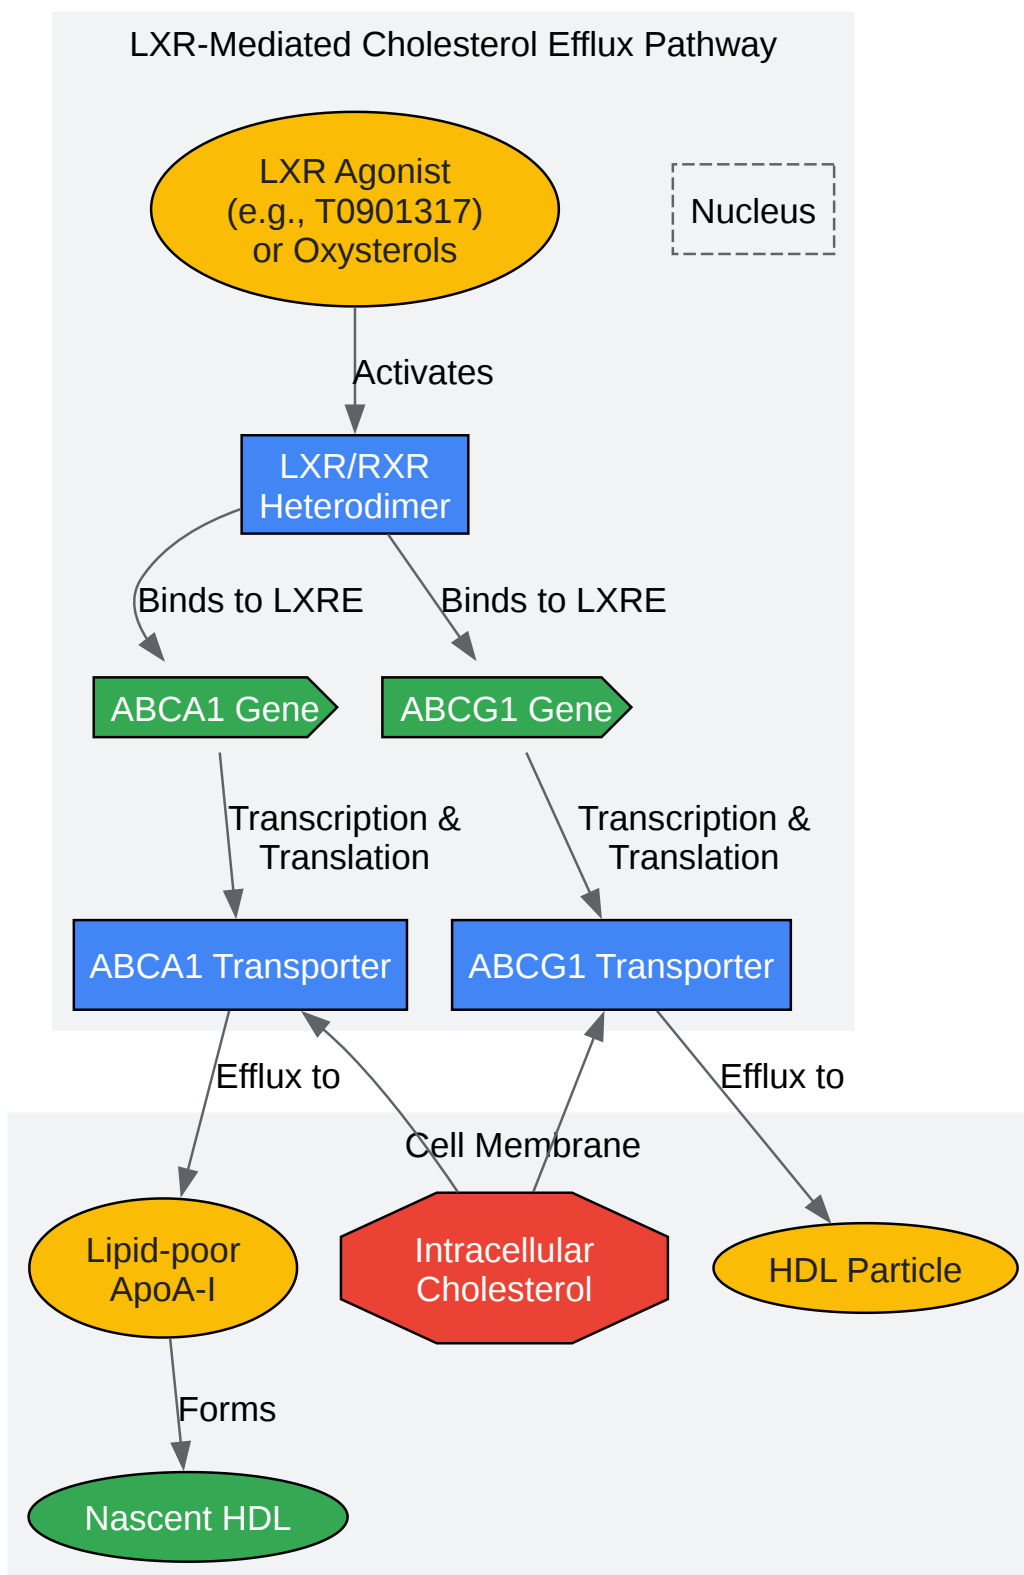 LXR-Mediated Cholesterol Efflux Pathway
LXR Agonist
(e.g., T0901317)
or Oxysterols
Nucleus
Activates
LXR/RXR
Heterodimer
Binds to LXRE
Binds to LXRE
ABCA1 Gene
ABCG1 Gene
Transcription &
Translation
Transcription &
Translation
ABCA1 Transporter
ABCG1 Transporter
Efflux to
Efflux to
Cell Membrane
Lipid-poor
ApoA-I
Intracellular
Cholesterol
HDL Particle
Forms
Nascent HDL